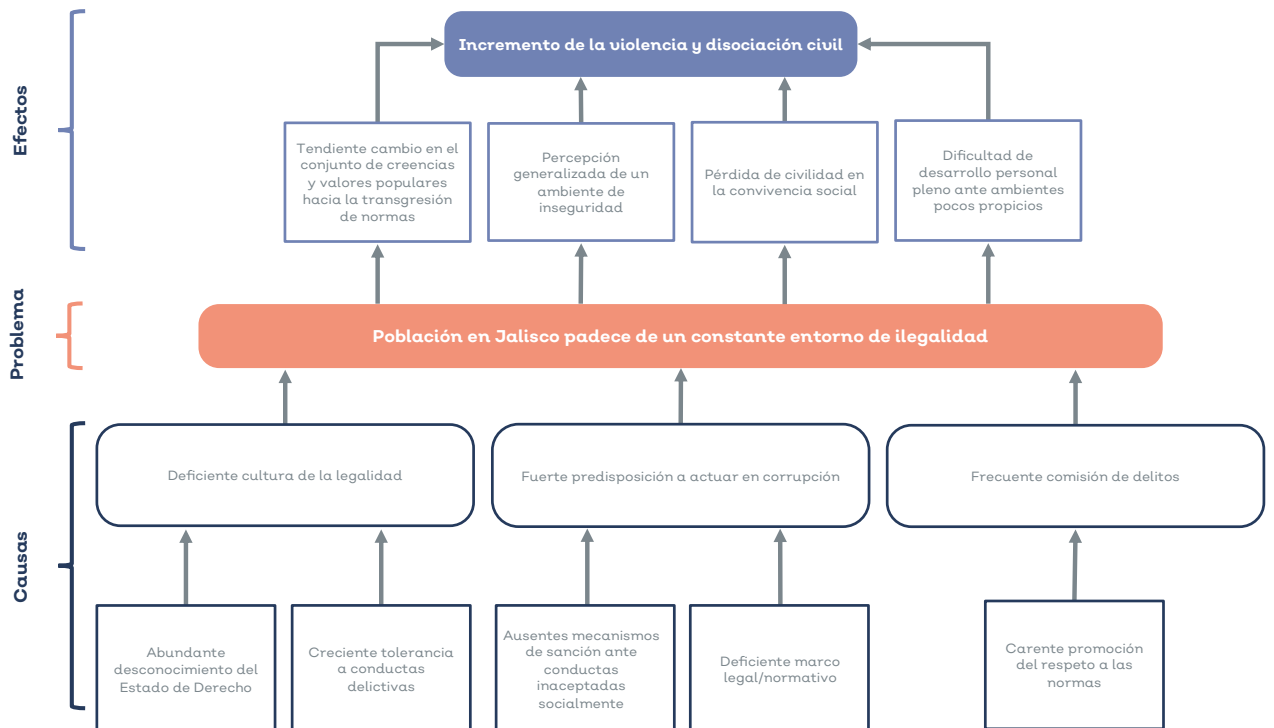 Efectos
Incremento de la violencia y disociación civil
Tendiente cambio en el
conjunto de creencias
y valores populares
hacia la transgresión
de normas
Percepción
generalizada de un
ambiente de
inseguridad
Pérdida de civilidad en
la convivencia social
Dificultad de
desarrollo personal
pleno ante ambientes
pocos propicios
Problema
Población en Jalisco padece de un constante entorno de ilegalidad
Causas
Deficiente cultura de la legalidad
Fuerte predisposición a actuar en corrupción
Frecuente comisión de delitos
Abundante
desconocimiento del
Estado de Derecho
Creciente tolerancia
a conductas
delictivas
Ausentes mecanismos
de sanción ante
conductas
inaceptadas
socialmente
Deficiente marco
legal/normativo
Carente promoción
del respeto a las
normas